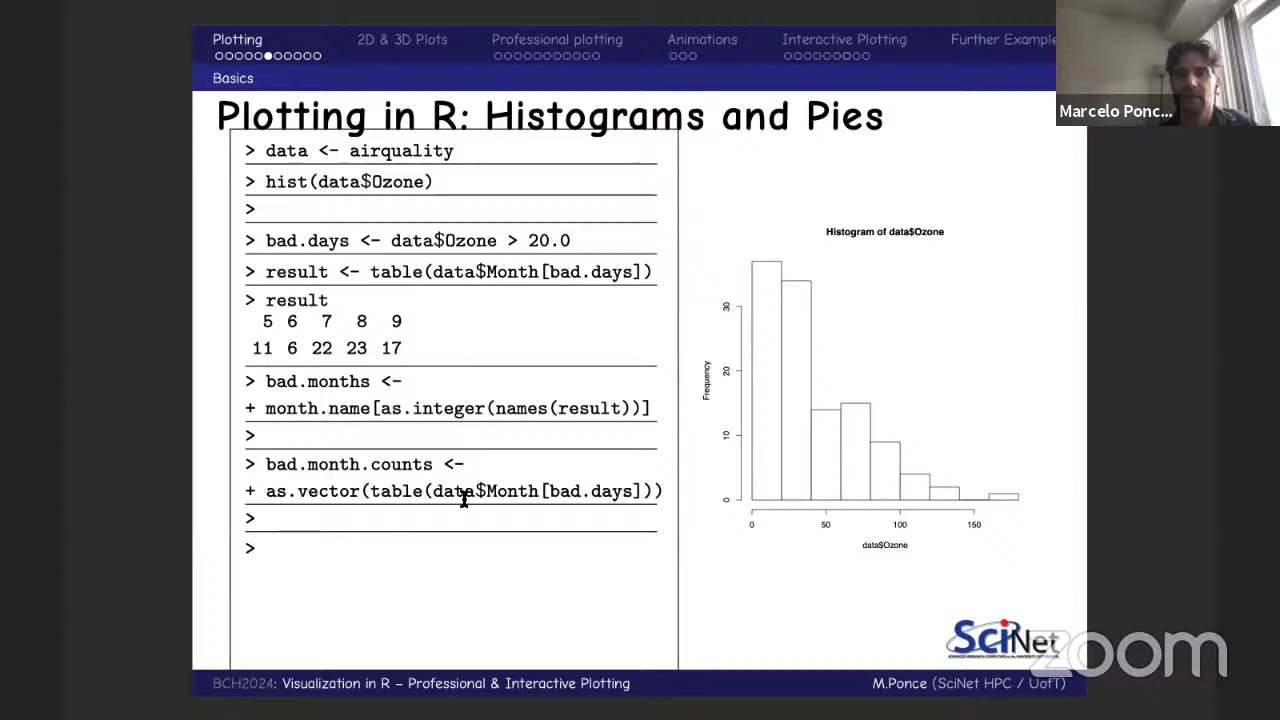 Plotting 2D & 3D Plots Professional plotting Animations Interactive Plotting Further Example
Basics
Marcelo Ponc...
Plotting in R: Histograms and Pies
> data <- airquality
> hist(data$Ozone)
>
> bad.days <- data$Ozone > 20.0
> result <- table(data$Month[bad.days])
> result
5 6 7 8 9
11 6 22 23 17
> bad.months <-
+ month.name[as.integer(names(result))]
>
> bad.month.counts <-
+ as.vector(table(data$Month[bad.days]))
>
>
Histogram of data$Ozone
Frequency
30
20
10
0
0 50 100 150
data$Ozone
SciNet
zoom
BCH2024: Visualization in R – Professional & Interactive Plotting M.Ponce (SciNet HPC / UofT)